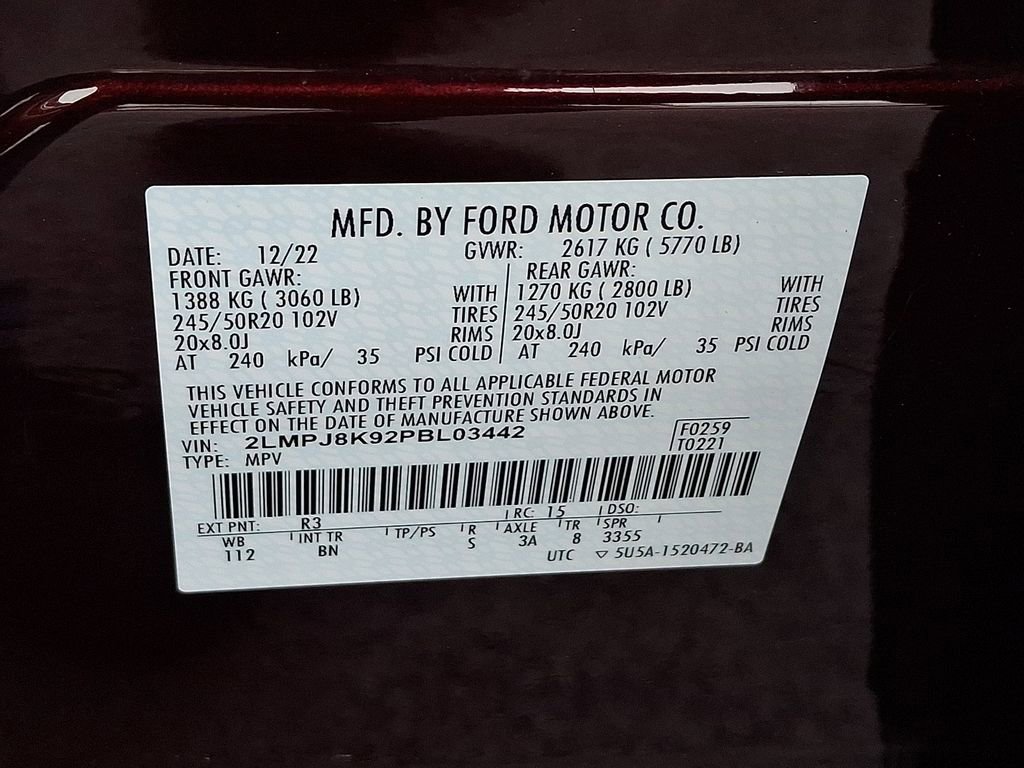 MFD. BY FORD MOTOR CO.
DATE: 12/22 GVWR: 2617 KG ( 5770 LB)
FRONT GAWR: REAR GAWR:
1388 KG ( 3060 LB) WITH 1270 KG ( 2800 LB) WITH
245/50R20 102V TIRES 245/50R20 102V TIRES
20x8.0J RIMS 20x8.0J RIMS
AT 240 kPa/ 35 PSI COLD AT 240 kPa/ 35 PSI COLD
THIS VEHICLE CONFORMS TO ALL APPLICABLE FEDERAL MOTOR
VEHICLE SAFETY AND THEFT PREVENTION STANDARDS IN
EFFECT ON THE DATE OF MANUFACTURE SHOWN ABOVE.
VIN: 2LMPJ8K92PBL03442 F0259
TYPE: MPV T0221
EXT PNT: R3 RC: 15 DSO:
WB INT TR TP/PS R AXLE TR SPR
112 BN S 3A 8 3355
UTC ▽ 5U5A-1520472-BA